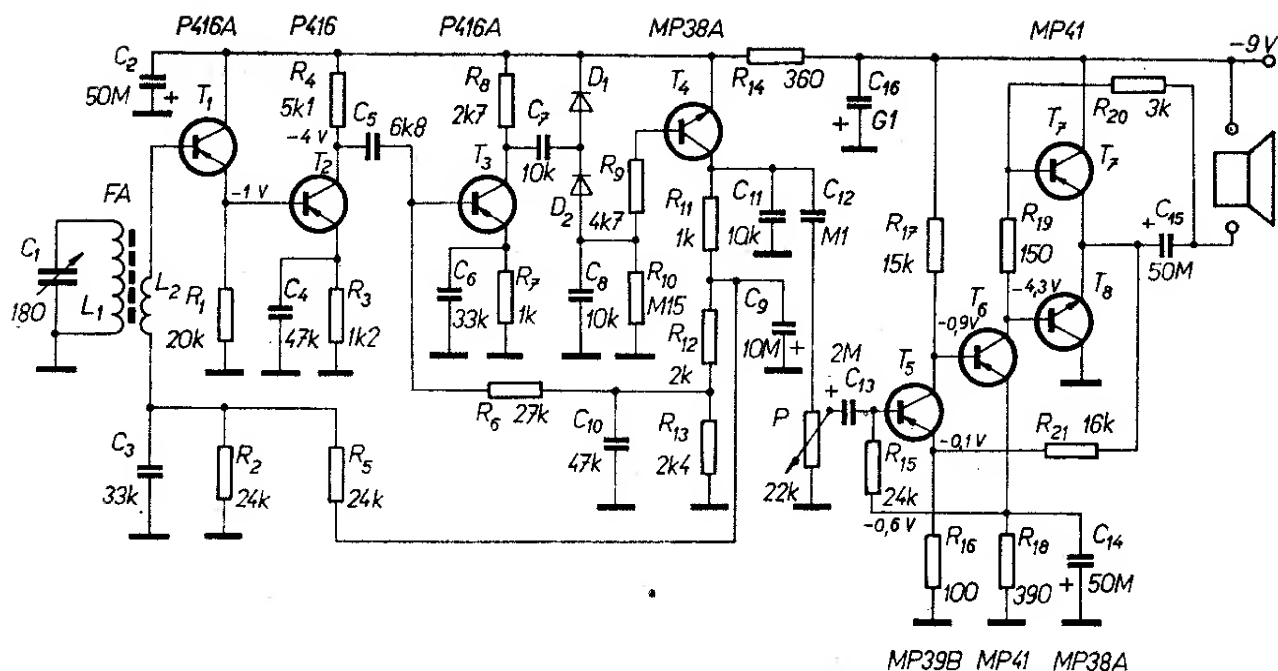 P416A P416 P416A MP38A MP41
C2 50M +
T1
R4 5k1
-4 V
C5 6k8
R8 2k7
C7 10k
D1
D2
T4
R14 360
C16 + G1
-9 V
R20 3k
T7
T7
FA
C1 180
L1
L2
-1 V
T2
T3
R9 4k7
R11 1k
C11 10k
C12 M1
R17 15k
R19 150
+ C15 50M
R1 20k
C4 47k
R3 1k2
C6 33k
R7 1k
C8 10k
R10 M15
C9 10M +
R12 2k
-4,3V
T8
T6
-0,9V
2M
+ C13
T5
R6 27k
C10 47k
R13 2k4
P 22k
R15 24k
-0,1V
R21 16k
C3 33k
R2 24k
R5 24k
-0,6 V
R16 100
R18 390
C14 + 50M
MP39B MP41 MP38A